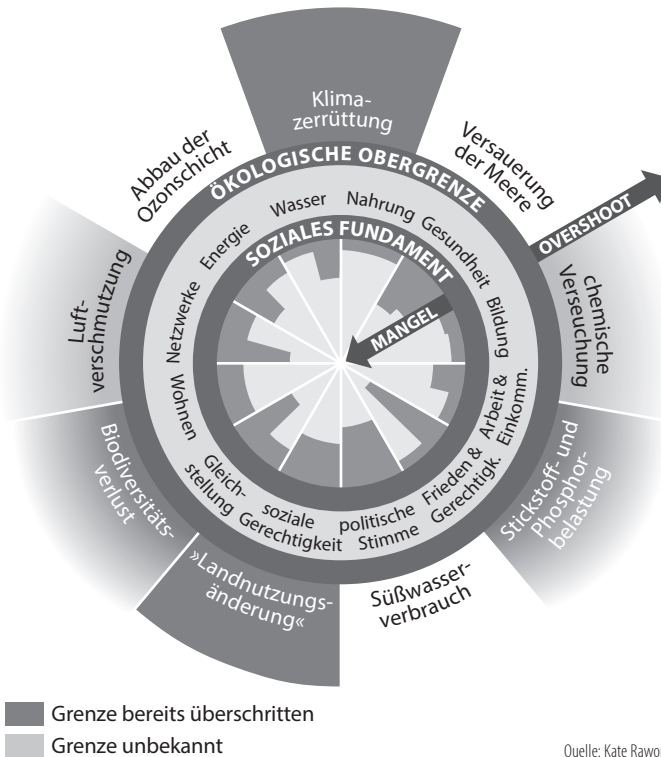 Klima-
zerrüttung
Abbau der
Ozonschicht
Versauerung
der Meere
ÖKOLOGISCHE OBERGRENZE
OVERSHOOT
chemische
Verseuchung
Luft-
verschmutzung
Energie
Wasser
Nahrung
Gesundheit
SOZIALES FUNDAMENT
Bildung
MANGEL
Netzwerke
Wohnen
Arbeit &
Einkomm.
Frieden &
Gerechtigk.
Gleich-
stellung
soziale
Gerechtigkeit
politische
Stimme
Stickstoff- und
Phosphor-
belastung
Biodiversitäts-
verlust
»Landnutzungs-
änderung«
Süßwasser-
verbrauch
Grenze bereits überschritten
Grenze unbekannt
Quelle: Kate